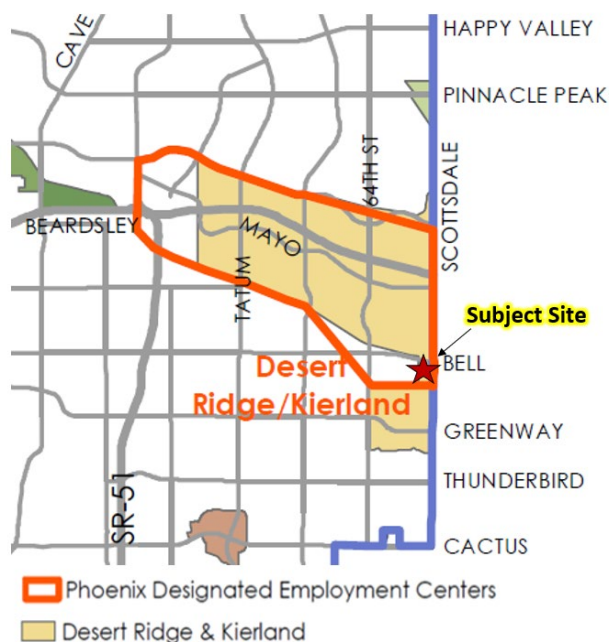 HAPPY VALLEY
CAVE
PINNACLE PEAK
64TH ST
SCOTTSDALE
BEARDSLEY
MAYO
TATUM
Subject Site
BELL
Desert
Ridge/Kierland
GREENWAY
SR-51
THUNDERBIRD
CACTUS
Phoenix Designated Employment Centers
Desert Ridge & Kierland